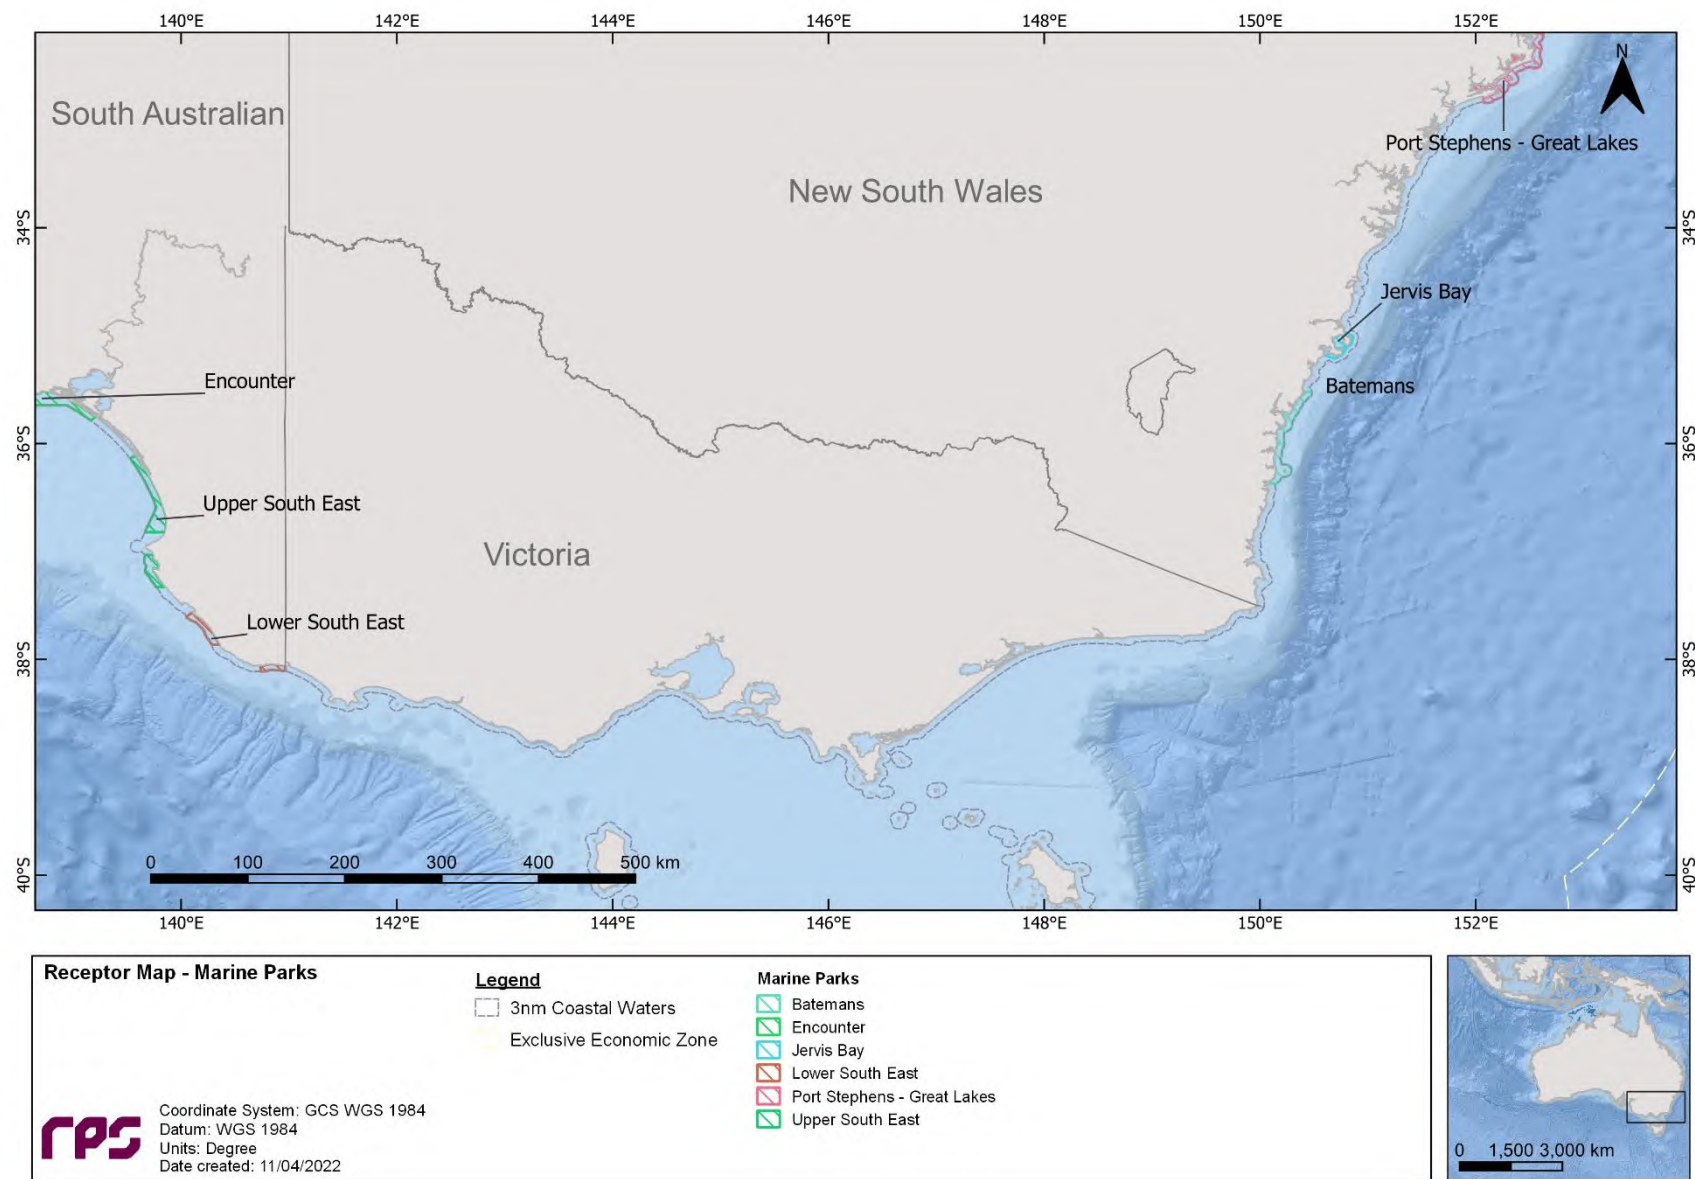 140°E 142°E 144°E 146°E 148°E 150°E 152°E
N
South Australian
Port Stephens - Great Lakes
New South Wales
34°S 34°S
Jervis Bay
Encounter
Batemans
36°S 36°S
Upper South East
Victoria
Lower South East
38°S 38°S
0 100 200 300 400 500 km
40°S 40°S
140°E 142°E 144°E 146°E 148°E 150°E 152°E
Receptor Map - Marine Parks
Legend
3nm Coastal Waters
Exclusive Economic Zone
Marine Parks
Batemans
Encounter
Jervis Bay
Lower South East
Port Stephens - Great Lakes
Upper South East
rps
Coordinate System: GCS WGS 1984
Datum: WGS 1984
Units: Degree
Date created: 11/04/2022
0 1,500 3,000 km